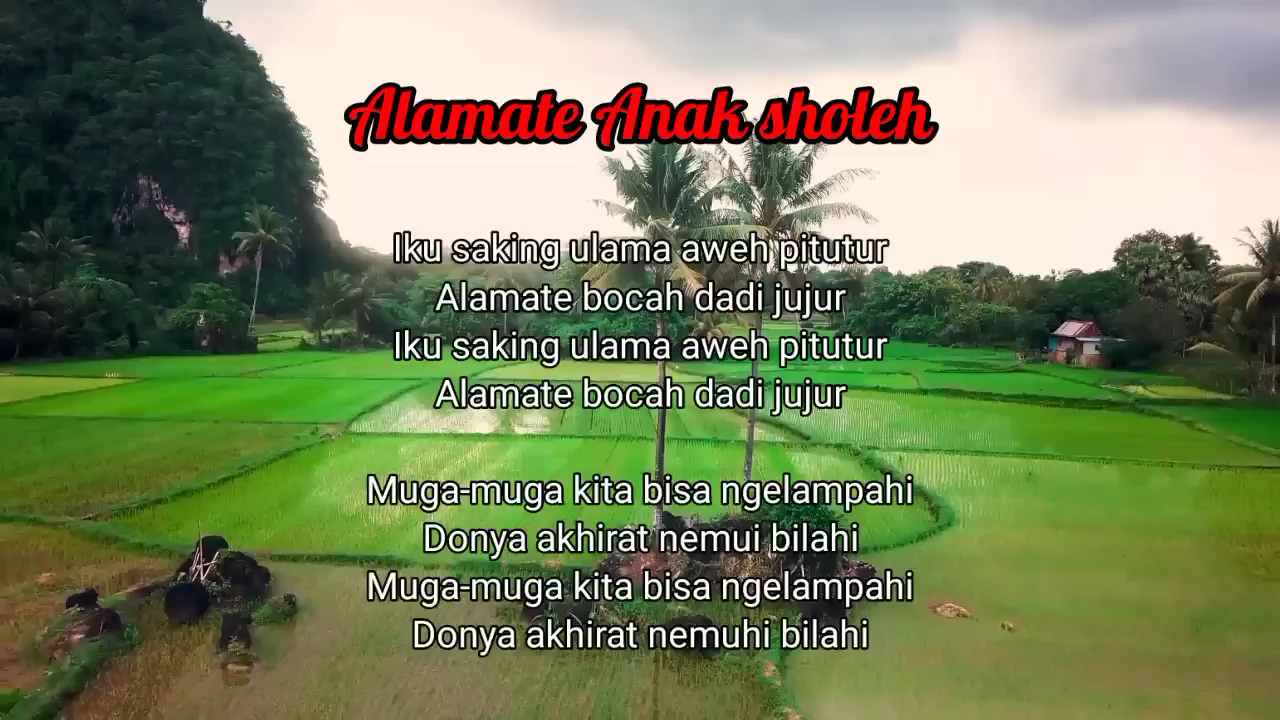 Alamate Anak sholeh
Iku saking ulama aweh pitutur
Alamate bocah dadi jujur
Iku saking ulama aweh pitutur
Alamate bocah dadi jujur
Muga-muga kita bisa ngelampahi
Donya akhirat nemui bilahi
Muga-muga kita bisa ngelampahi
Donya akhirat nemuhi bilahi